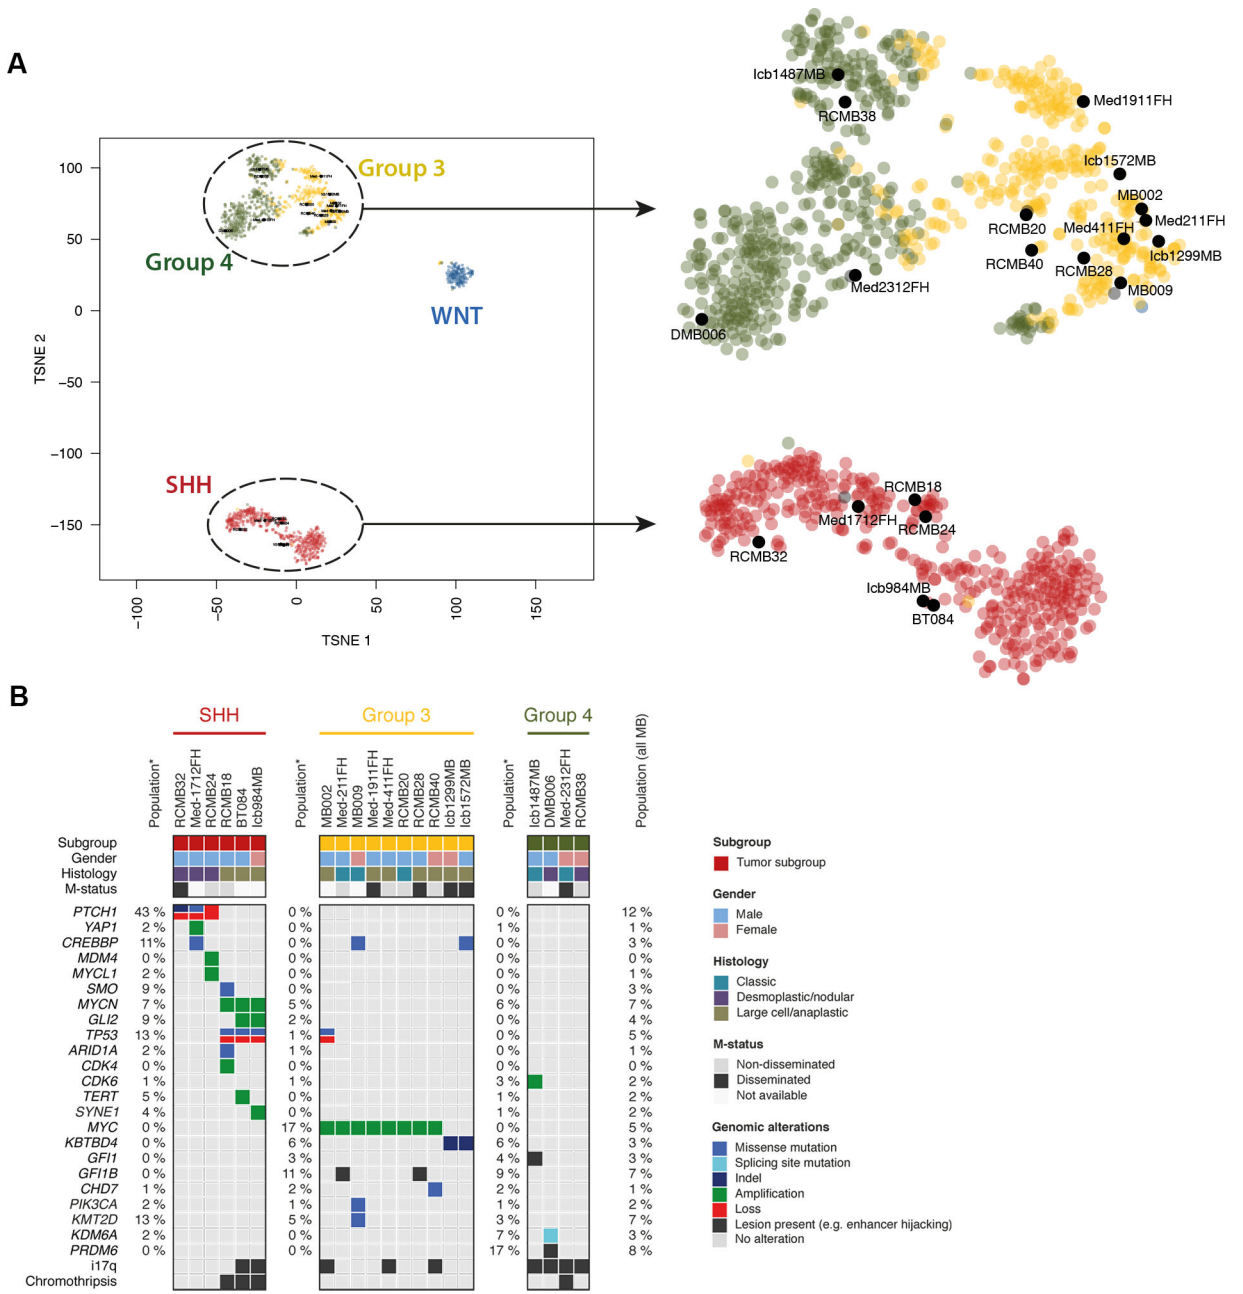 A
Group 3
Group 4
WNT
SHH
100
50
0
−50
−100
−150
TSNE 2
−100
−50
0
50
100
150
TSNE 1
Icb1487MB
RCMB38
Med1911FH
Icb1572MB
MB002
RCMB20
Med411FH
Med211FH
RCMB40
RCMB28
Icb1299MB
Med2312FH
MB009
DMB006
RCMB18
Med1712FH
RCMB24
RCMB32
Icb984MB
BT084
B
SHH
Group 3
Group 4
Population*
RCMB32
Med-1712FH
RCMB24
RCMB18
BT084
Icb984MB
Population*
MB002
Med-211FH
MB009
Med-1911FH
Med-411FH
RCMB20
RCMB28
RCMB40
Icb1299MB
Icb1572MB
Population*
Icb1487MB
DMB006
Med-2312FH
RCMB38
Population (all MB)
Subgroup
Gender
Histology
M-status
PTCH1 43 % 0 % 0 % 12 %
YAP1 2 % 0 % 1 % 1 %
CREBBP 11% 0 % 0 % 3 %
MDM4 0 % 0 % 0 % 0 %
MYCL1 2 % 0 % 0 % 1 %
SMO 9 % 0 % 0 % 3 %
MYCN 7 % 5 % 6 % 7 %
GLI2 9 % 2 % 0 % 4 %
TP53 13 % 1 % 0 % 5 %
ARID1A 2 % 1 % 0 % 1 %
CDK4 0 % 0 % 0 % 0 %
CDK6 1 % 1 % 3 % 2 %
TERT 5 % 0 % 1 % 2 %
SYNE1 4 % 0 % 1 % 2 %
MYC 0 % 17 % 0 % 5 %
KBTBD4 0 % 6 % 6 % 3 %
GFI1 0 % 3 % 4 % 3 %
GFI1B 0 % 11 % 9 % 7 %
CHD7 1 % 2 % 2 % 1 %
PIK3CA 2 % 1 % 1 % 2 %
KMT2D 13 % 5 % 3 % 7 %
KDM6A 2 % 0 % 7 % 3 %
PRDM6 0 % 0 % 17 % 8 %
i17q
Chromothripsis
Subgroup
Tumor subgroup
Gender
Male
Female
Histology
Classic
Desmoplastic/nodular
Large cell/anaplastic
M-status
Non-disseminated
Disseminated
Not available
Genomic alterations
Missense mutation
Splicing site mutation
Indel
Amplification
Loss
Lesion present (e.g. enhancer hijacking)
No alteration